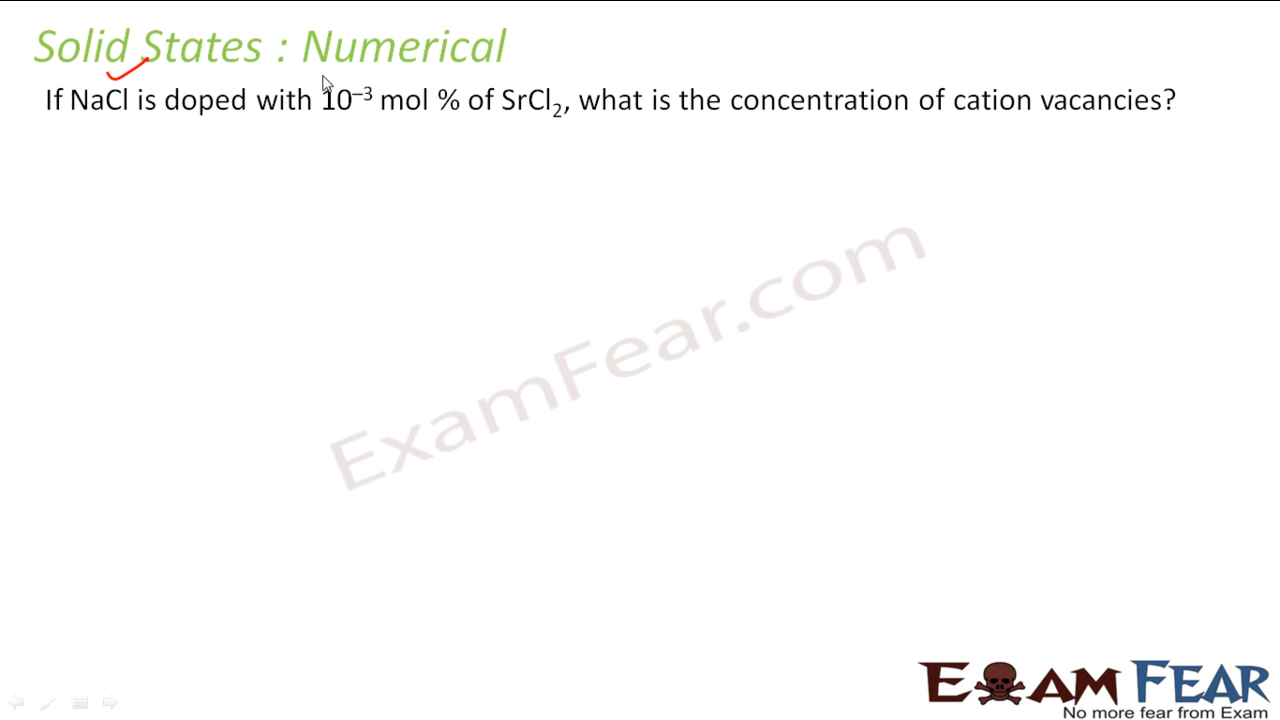 Solid States : Numerical
If NaCl is doped with 10⁻³ mol % of SrCl₂, what is the concentration of cation vacancies?
ExamFear.com
EXAM FEAR
No more fear from Exam